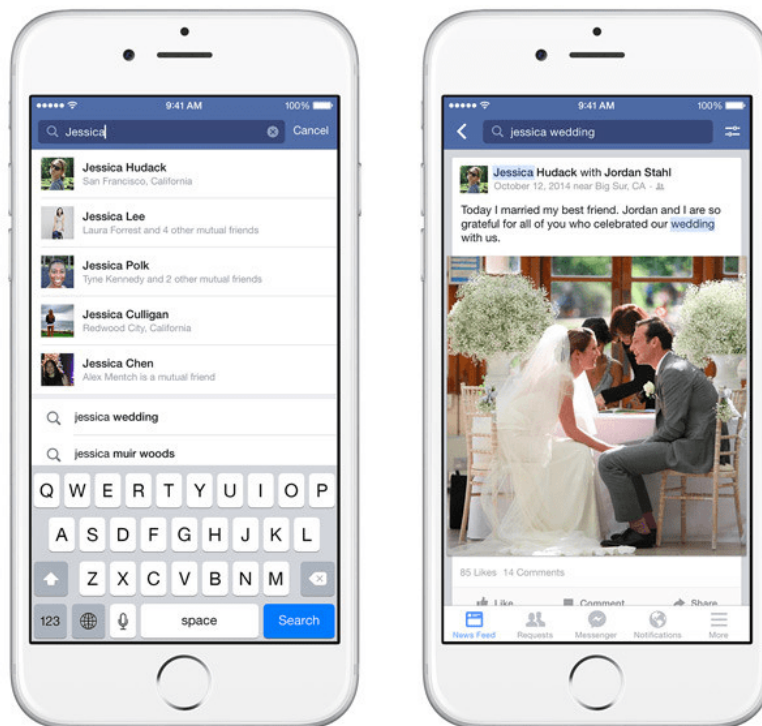 9:41 AM
100%
Jessica
Cancel
Jessica Hudack
San Francisco, California
Jessica Lee
Laura Forrest and 4 other mutual friends
Jessica Polk
Tyne Kennedy and 2 other mutual friends
Jessica Culligan
Redwood City, California
Jessica Chen
Alex Mentch is a mutual friend
jessica wedding
jessica muir woods
Q W E R T Y U I O P
A S D F G H J K L
Z X C V B N M
123
space
Search
9:41 AM
100%
jessica wedding
Jessica Hudack with Jordan Stahl
October 12, 2014 near Big Sur, CA ·
Today I married my best friend. Jordan and I are so
grateful for all of you who celebrated our wedding
with us.
85 Likes 14 Comments
Like Comment Share
News Feed Requests Messenger Notifications More